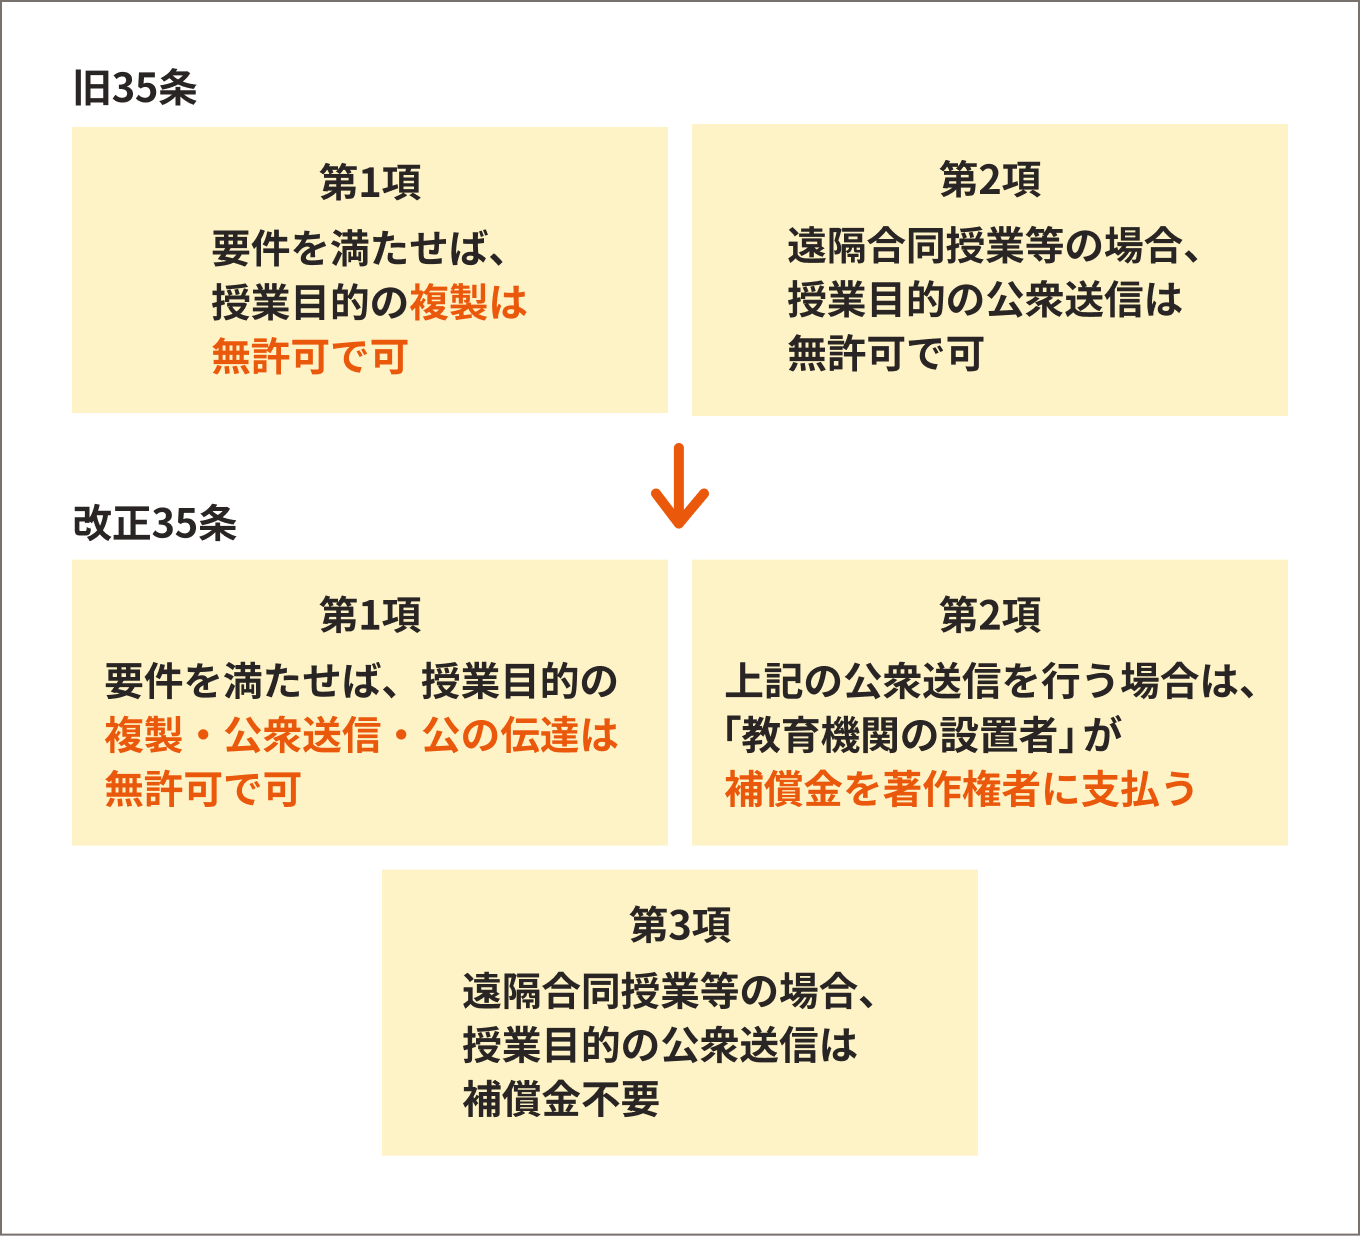 旧35条
第1項
要件を満たせば、
授業目的の複製は
無許可で可
第2項
遠隔合同授業等の場合、
授業目的の公衆送信は
無許可で可
改正35条
第1項
要件を満たせば、授業目的の
複製・公衆送信・公の伝達は
無許可で可
第2項
上記の公衆送信を行う場合は、
「教育機関の設置者」が
補償金を著作権者に支払う
第3項
遠隔合同授業等の場合、
授業目的の公衆送信は
補償金不要